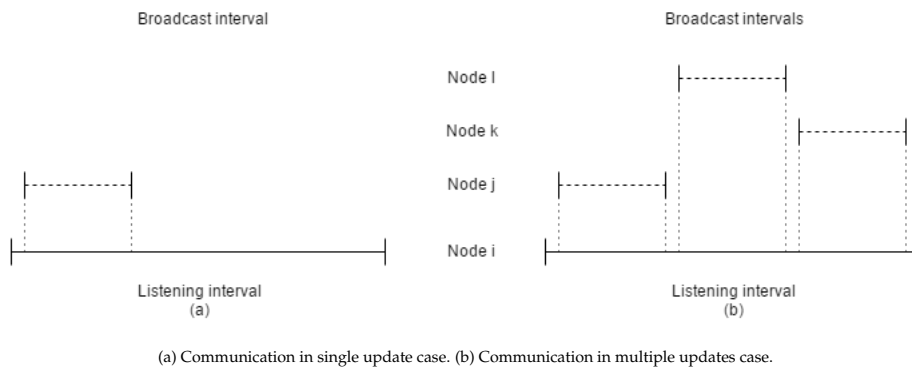 Broadcast interval
Broadcast intervals
Node l
Node k
Node j
Node i
Listening interval
(a)
Listening interval
(b)
(a) Communication in single update case. (b) Communication in multiple updates case.